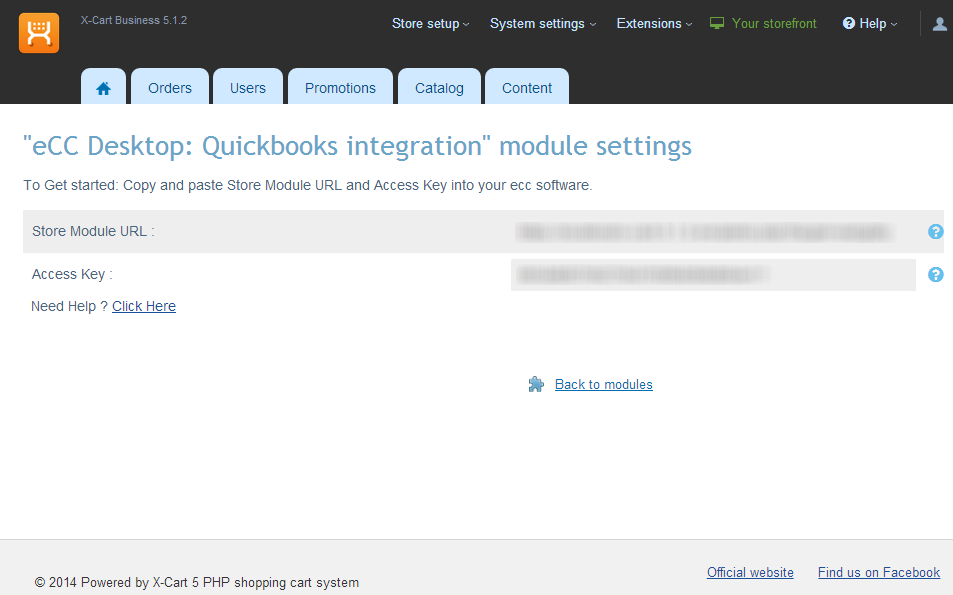 X-Cart Business 5.1.2
Store setup System settings Extensions Your storefront Help
Orders Users Promotions Catalog Content
"eCC Desktop: Quickbooks integration" module settings
To Get started: Copy and paste Store Module URL and Access Key into your ecc software.
Store Module URL : ?
Access Key : ?
Need Help ? Click Here
Back to modules
© 2014 Powered by X-Cart 5 PHP shopping cart system
Official website Find us on Facebook